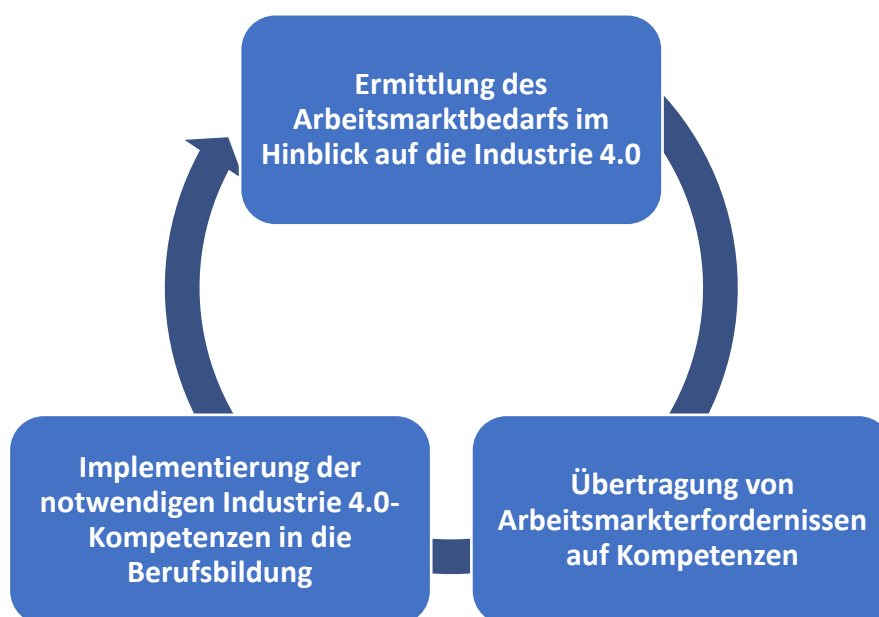 Ermittlung des
Arbeitsmarktbedarfs im
Hinblick auf die Industrie 4.0
Übertragung von
Arbeitsmarkterfordernissen
auf Kompetenzen
Implementierung der
notwendigen Industrie 4.0-
Kompetenzen in die
Berufsbildung